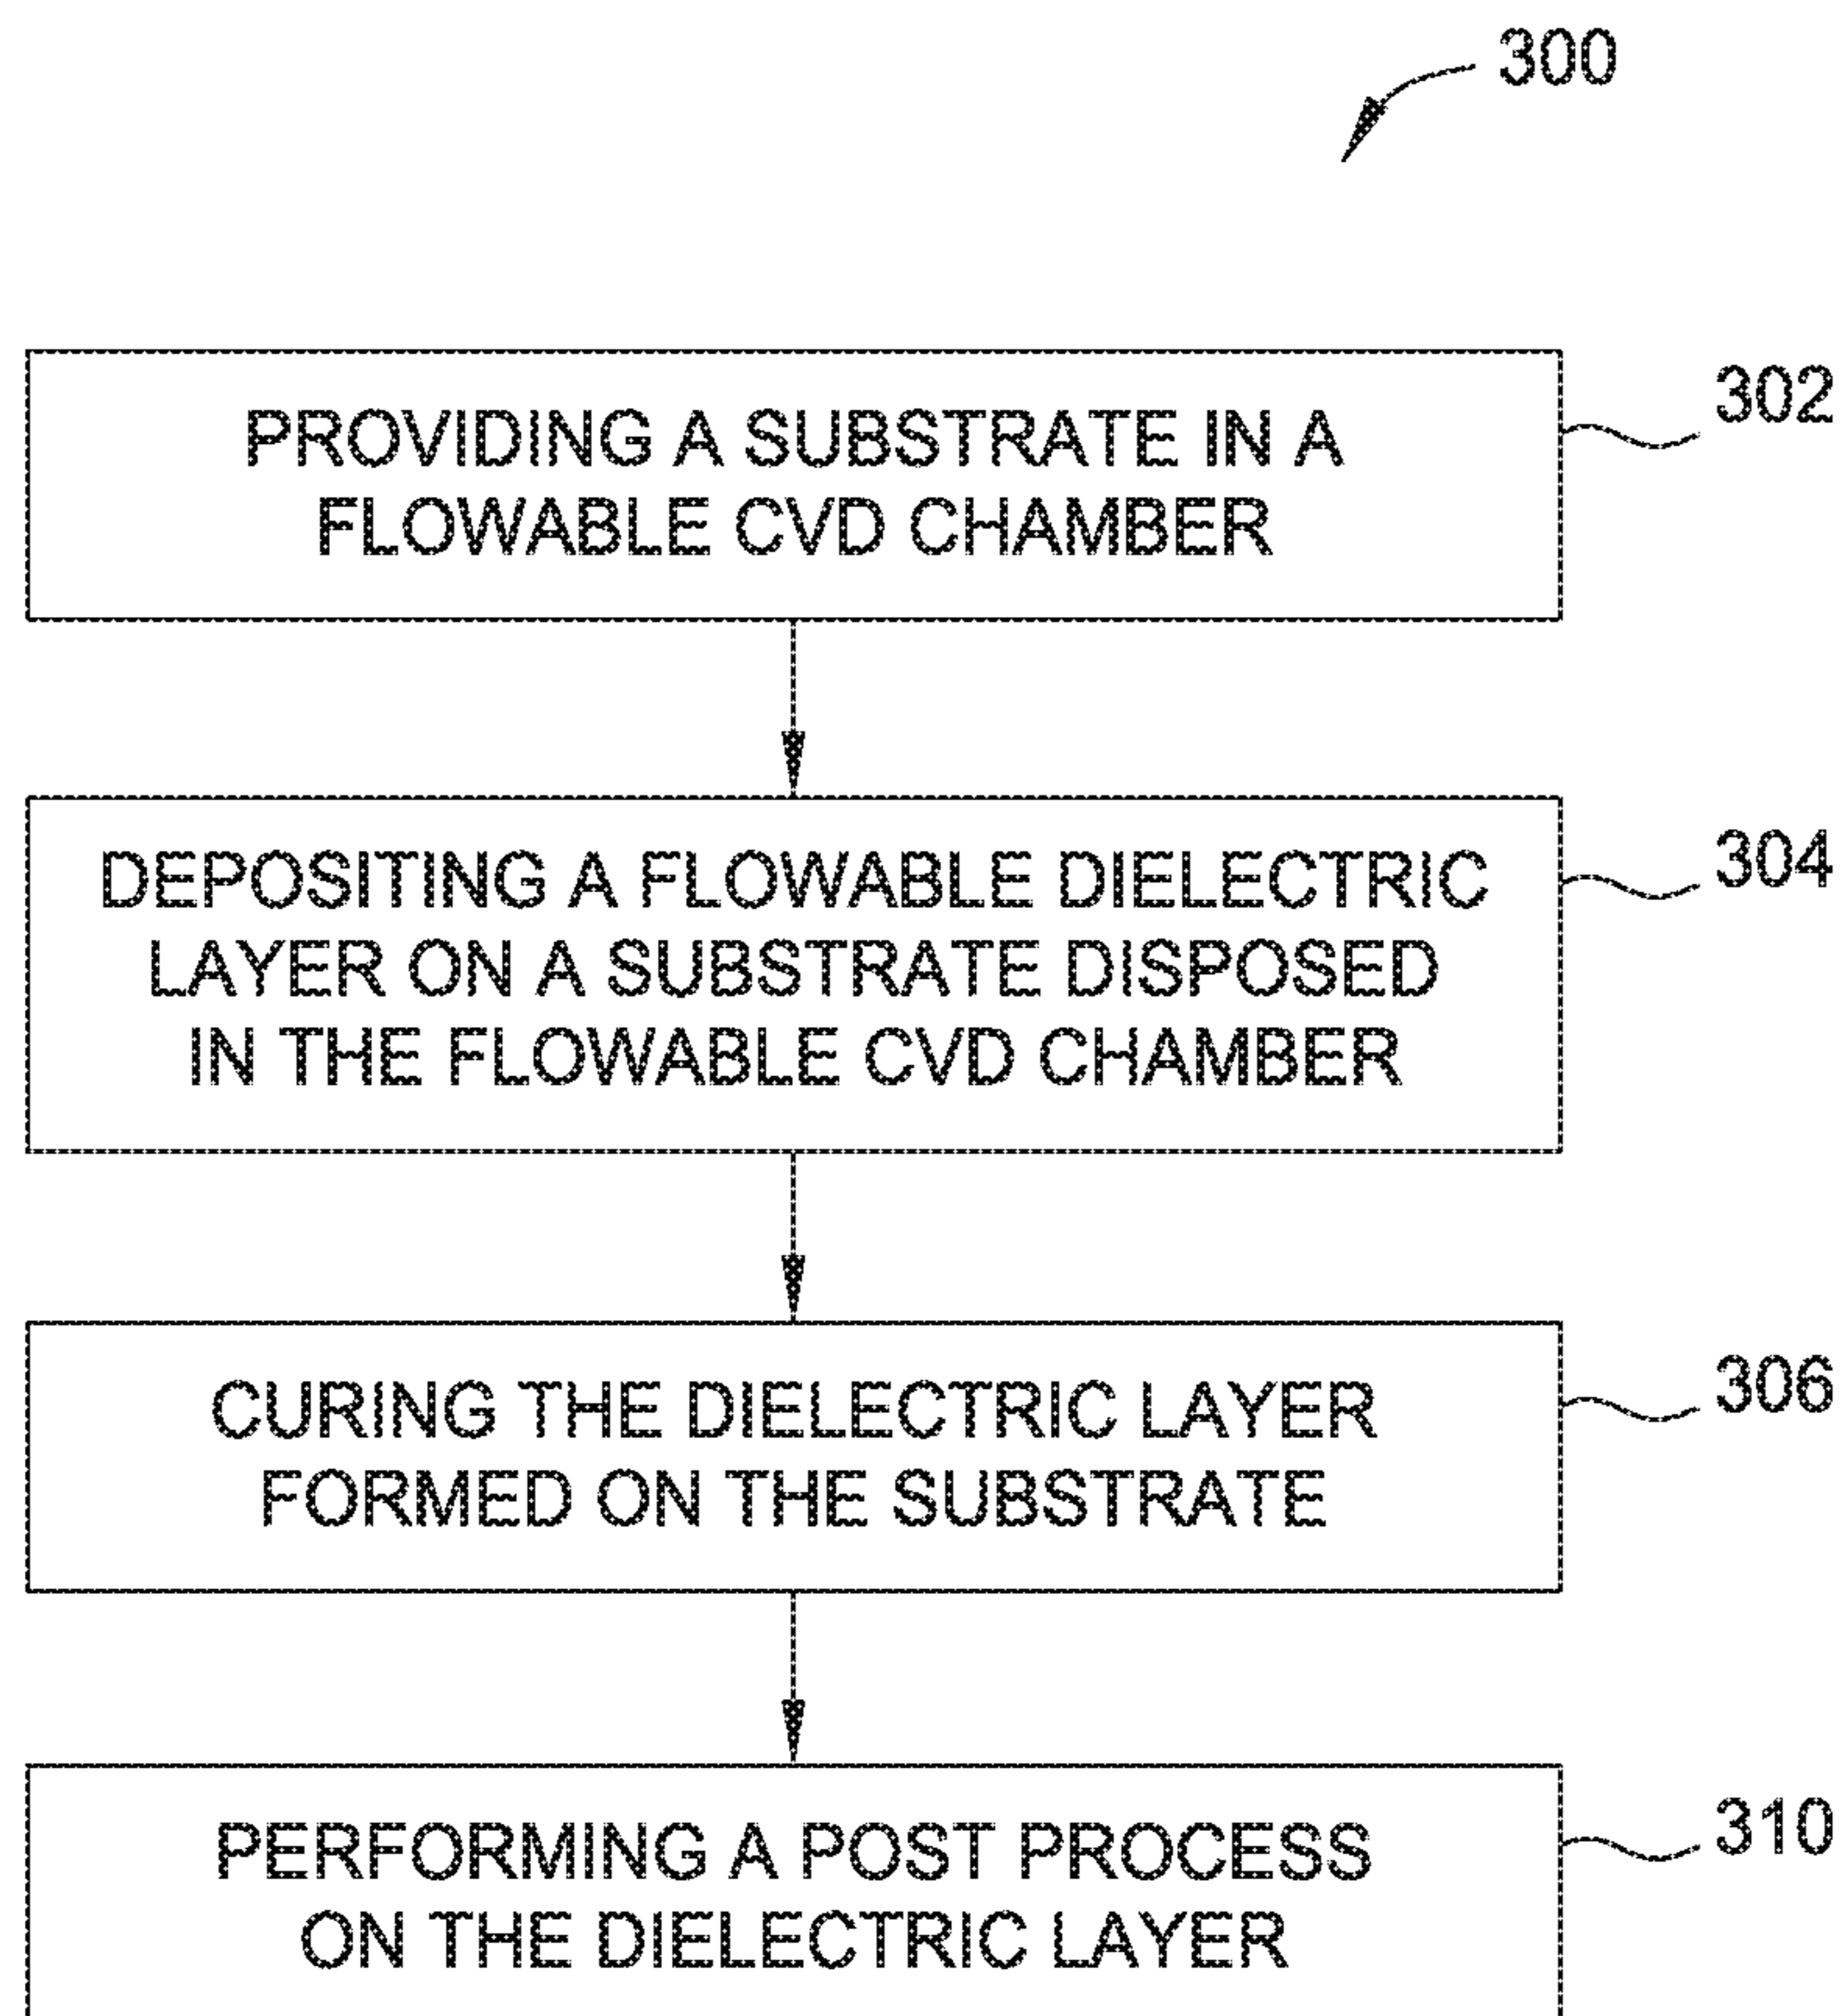 300
PROVIDING A SUBSTRATE IN A
FLOWABLE CVD CHAMBER
302
DEPOSITING A FLOWABLE DIELECTRIC
LAYER ON A SUBSTRATE DISPOSED
IN THE FLOWABLE CVD CHAMBER
304
CURING THE DIELECTRIC LAYER
FORMED ON THE SUBSTRATE
306
PERFORMING A POST PROCESS
ON THE DIELECTRIC LAYER
310